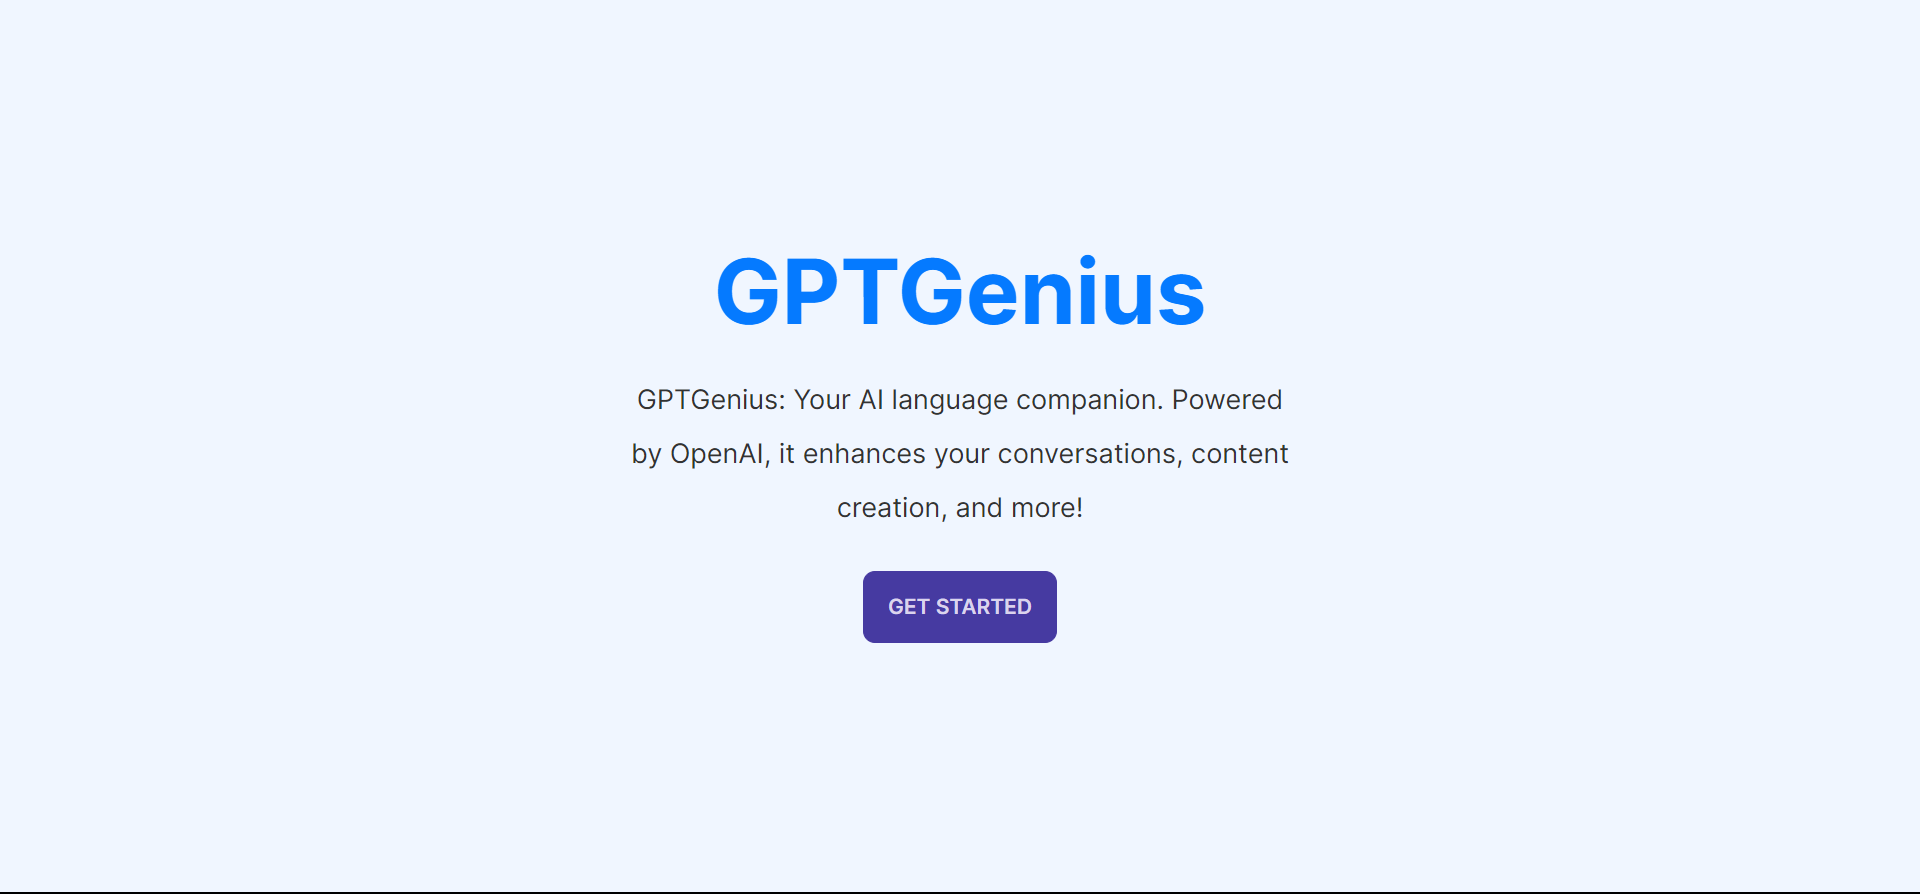 GPTGenius
GPTGenius: Your AI language companion. Powered
by OpenAI, it enhances your conversations, content
creation, and more!
GET STARTED